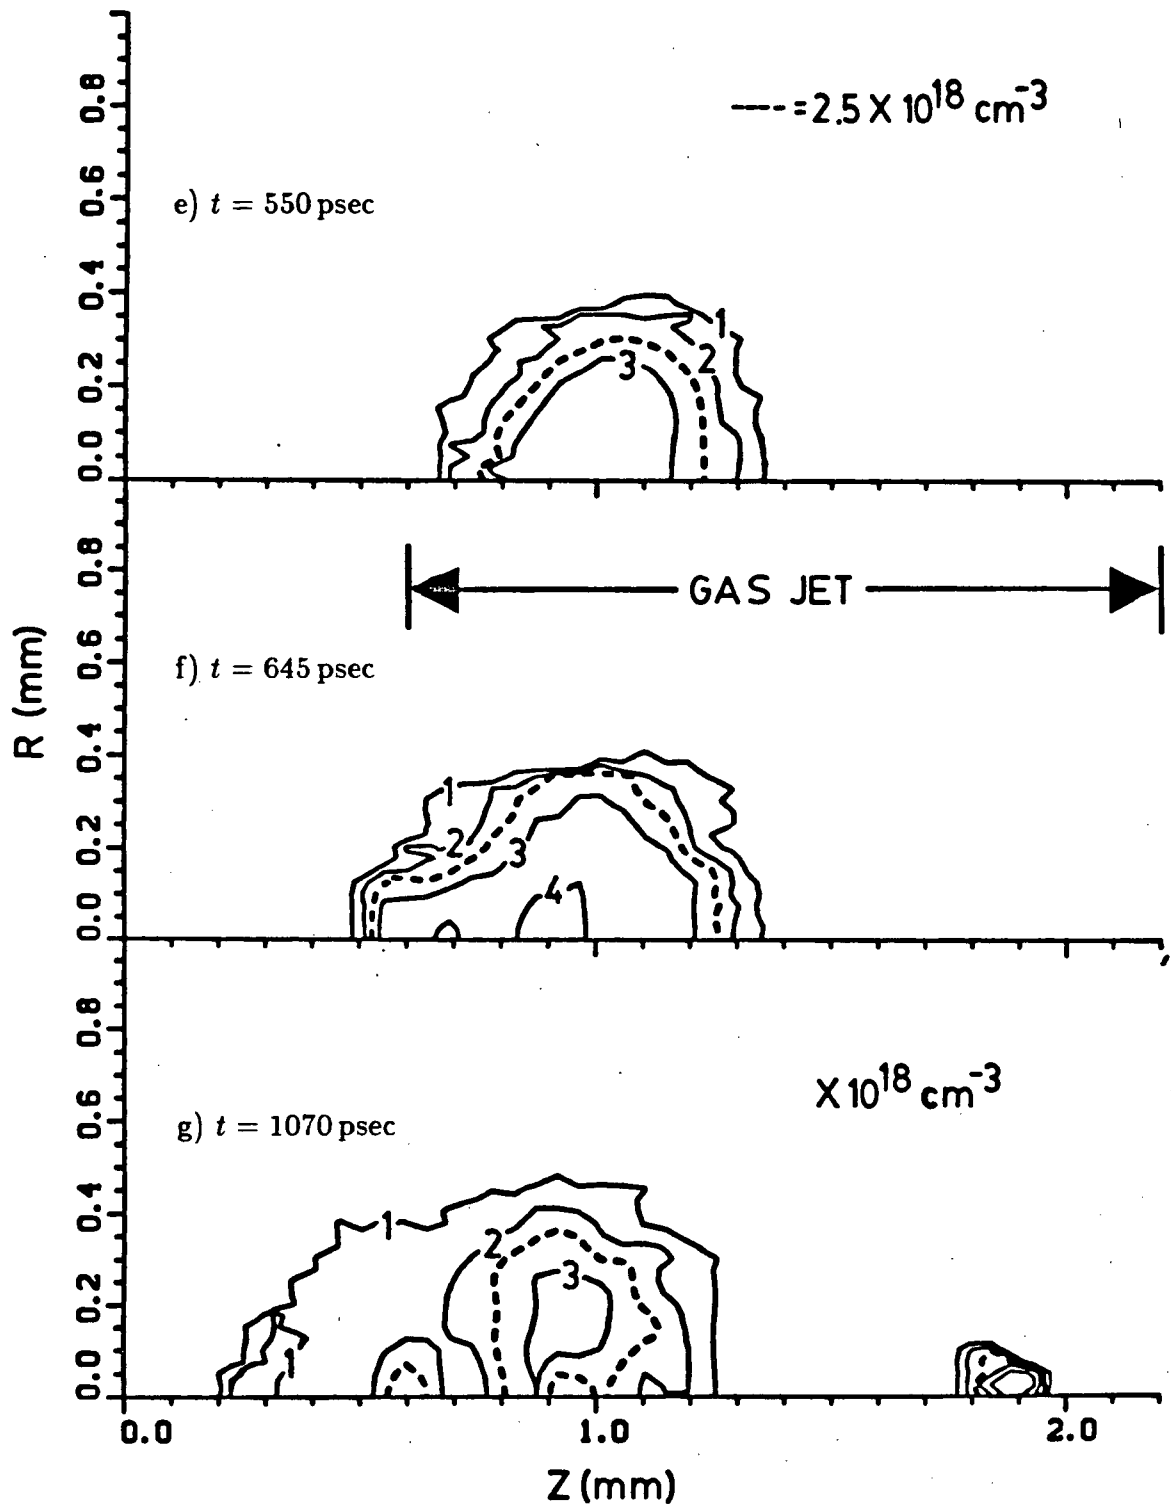 0.8
---- = 2.5 X 10^18 cm^-3
0.6
e) t = 550 psec
0.4
1
2
3
0.2
0.0
0.8
GAS JET
0.6
f) t = 645 psec
R (mm)
0.4
1
2
3
0.2
4
0.0
0.8
X 10^18 cm^-3
0.6
g) t = 1070 psec
0.4
1
2
3
0.2
1
0.0
0.0 1.0 2.0
Z (mm)